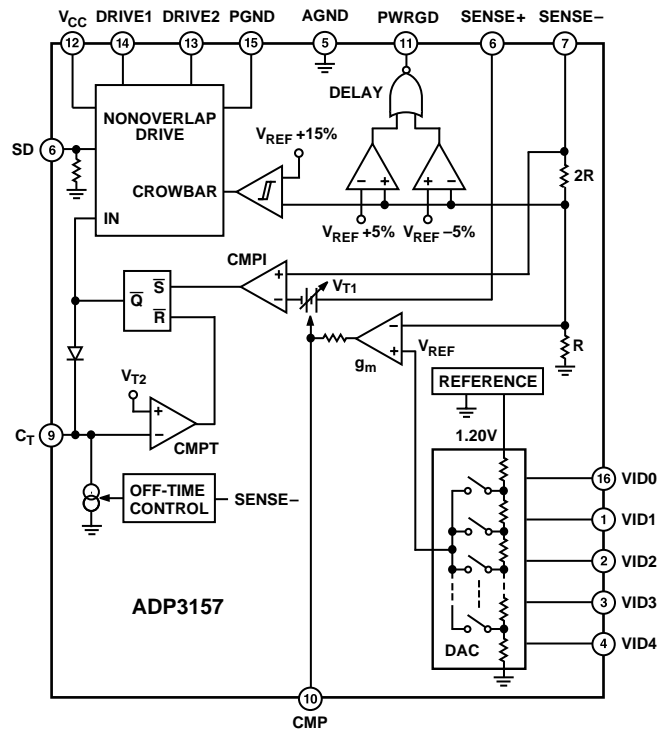 VCC DRIVE1 DRIVE2 PGND AGND PWRGD SENSE+ SENSE–
12 14 13 15 5 11 6 7
DELAY
NONOVERLAP
DRIVE
VREF +15%
SD 6
2R
CROWBAR
– + + –
IN
VREF +5% VREF –5%
CMPI
+
VT1
Q S
–
R
–
VREF
R
+
gm
VT2
REFERENCE
+
1.20V
CT 9
–
CMPT
16 VID0
OFF-TIME
CONTROL
SENSE–
1 VID1
2 VID2
ADP3157
3 VID3
4 VID4
DAC
10
CMP